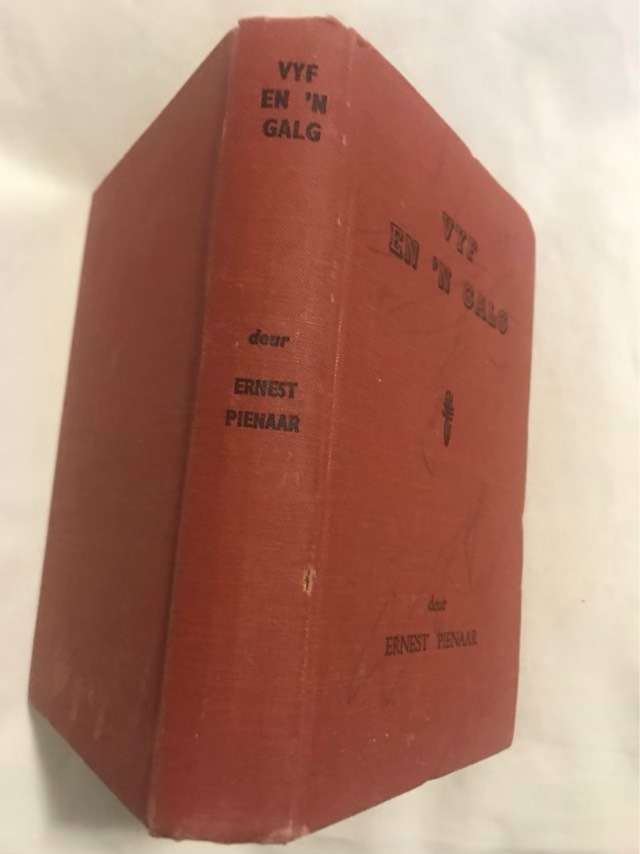 VYF
EN 'N
GALG
deur
ERNEST
PIENAAR
VYF
EN 'N GALG
deur
ERNEST PIENAAR